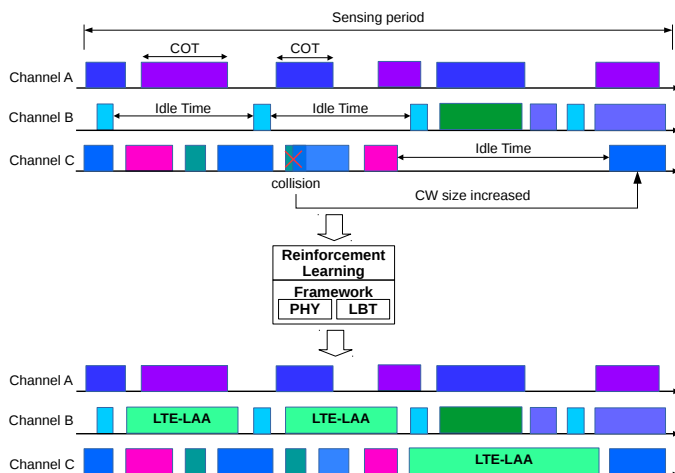 Sensing period
COT COT
Channel A
Idle Time Idle Time
Channel B
Idle Time
Channel C
collision
CW size increased
Reinforcement
Learning
Framework
PHY LBT
Channel A
Channel B LTE-LAA LTE-LAA
Channel C LTE-LAA